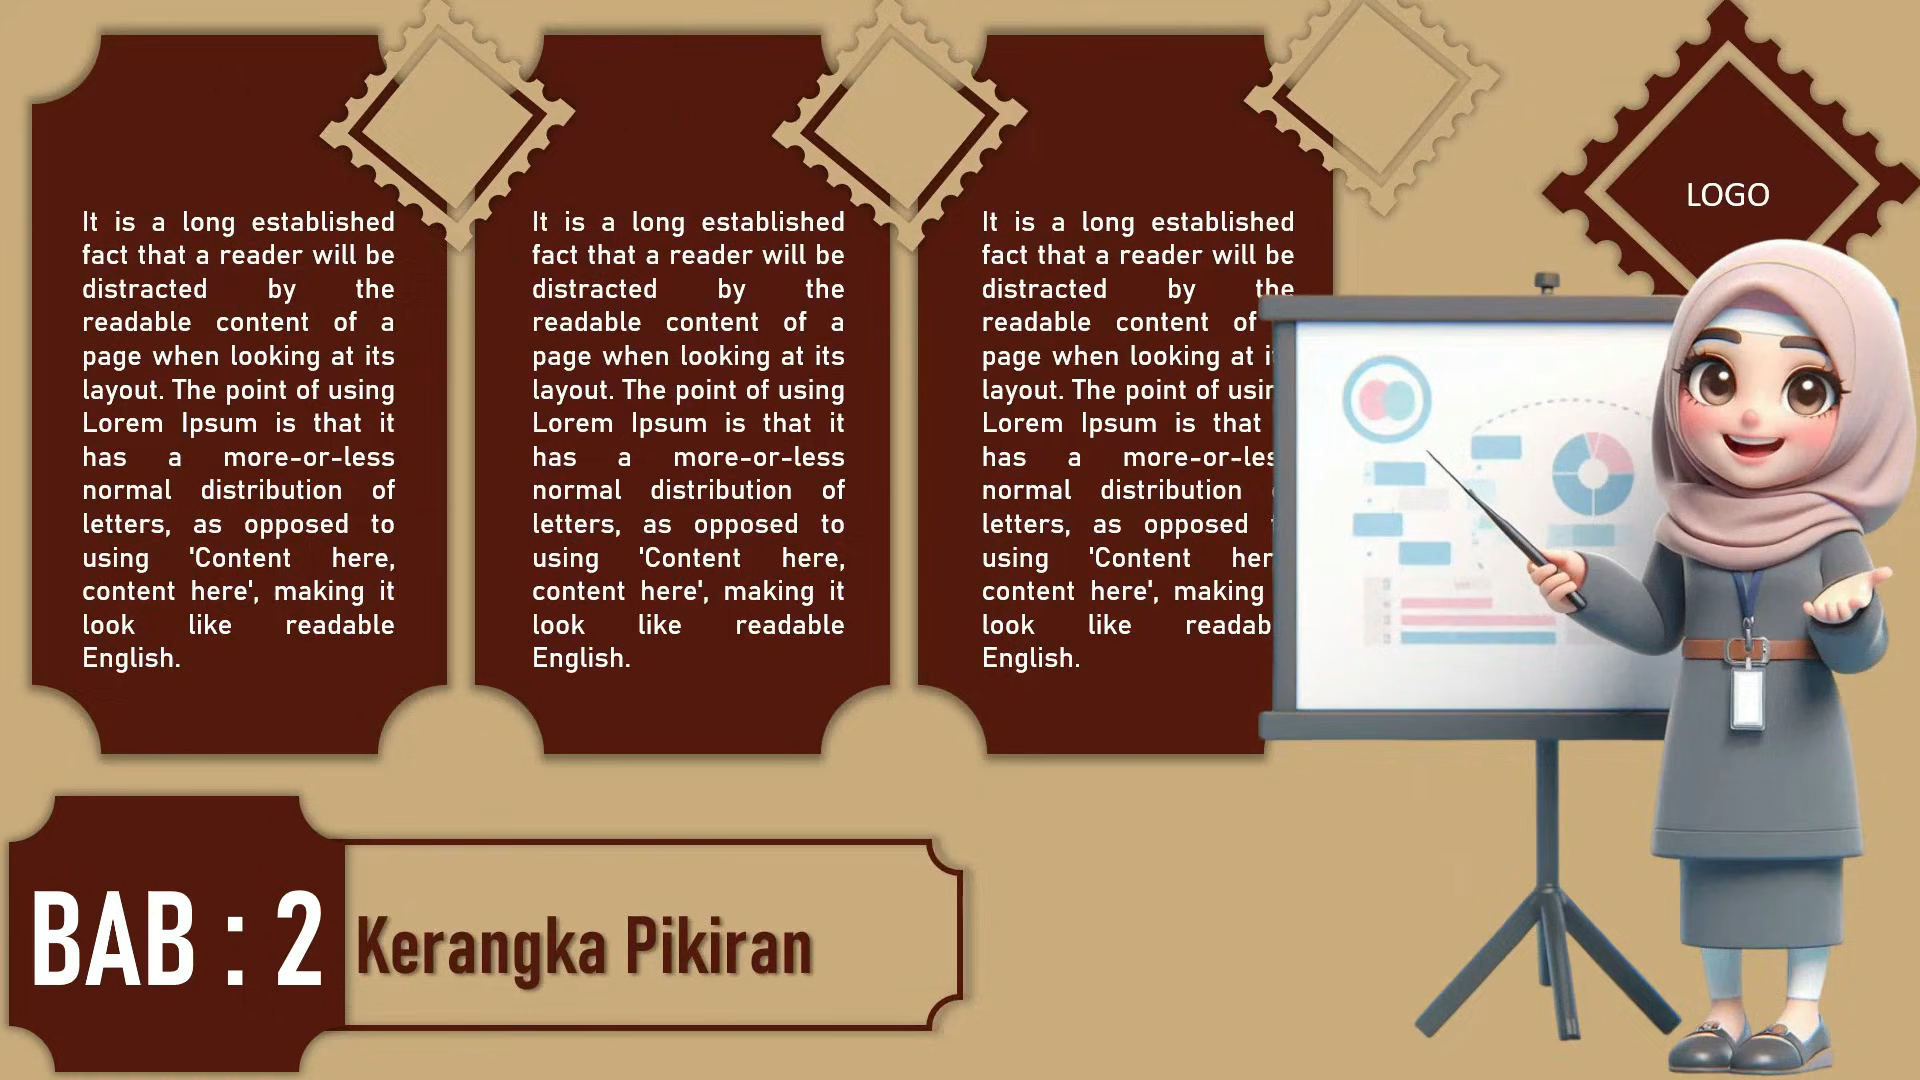 It is a long established
fact that a reader will be
distracted by the
readable content of a
page when looking at its
layout. The point of using
Lorem Ipsum is that it
has a more-or-less
normal distribution of
letters, as opposed to
using 'Content here,
content here', making it
look like readable
English.
It is a long established
fact that a reader will be
distracted by the
readable content of a
page when looking at its
layout. The point of using
Lorem Ipsum is that it
has a more-or-less
normal distribution of
letters, as opposed to
using 'Content here,
content here', making it
look like readable
English.
It is a long established
fact that a reader will be
distracted by the
readable content of
page when looking at
layout. The point of
Lorem Ipsum is that
has a
normal distribution
letters, as opposed
using 'Content
content here', making
look like
English.
LOGO
BAB : 2
Kerangka Pikiran